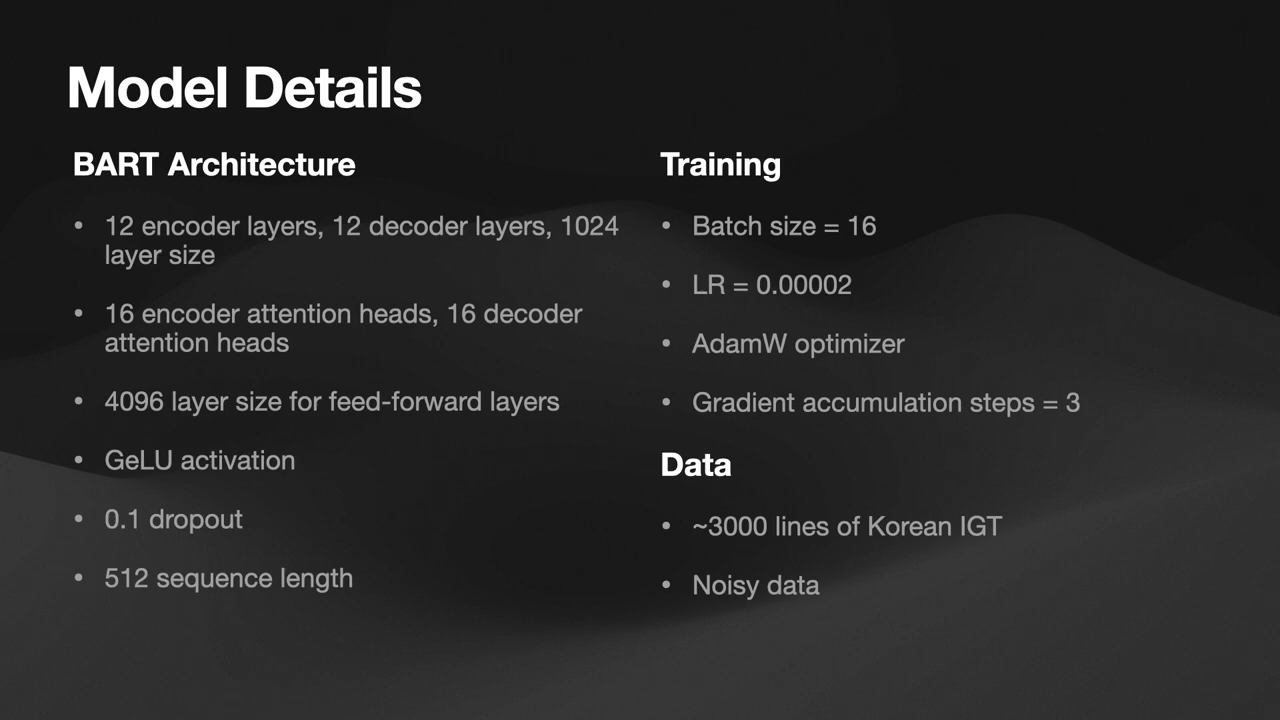 Model Details
BART Architecture
• 12 encoder layers, 12 decoder layers, 1024
layer size
• 16 encoder attention heads, 16 decoder
attention heads
• 4096 layer size for feed-forward layers
• GeLU activation
• 0.1 dropout
• 512 sequence length
Training
• Batch size = 16
• LR = 0.00002
• AdamW optimizer
• Gradient accumulation steps = 3
Data
• ~3000 lines of Korean IGT
• Noisy data